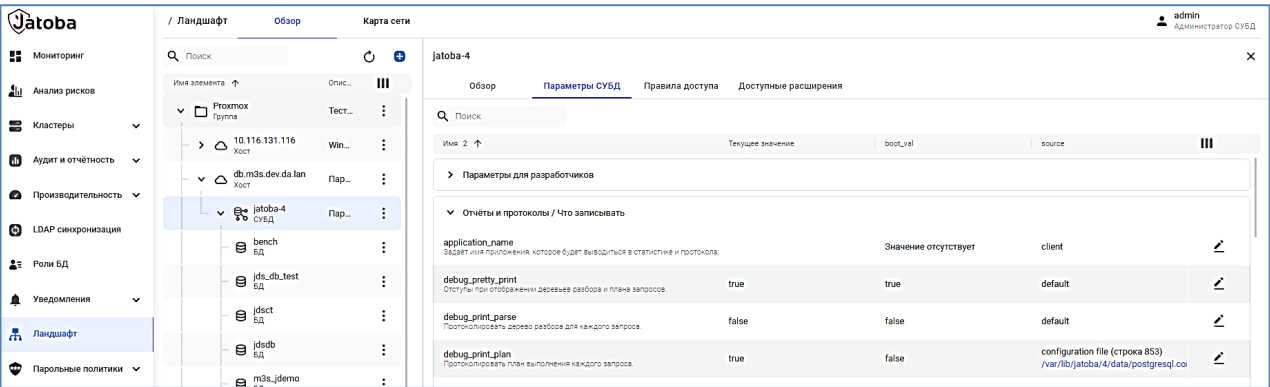 Jatoba
/ Ландшафт
Обзор
Карта сети
admin
Администратор СУБД
Мониторинг
Анализ рисков
Кластеры
Аудит и отчётность
Производительность
LDAP синхронизация
Роли БД
Уведомления
Ландшафт
Парольные политики
Поиск
Имя элемента
Опис...
Proxmox
Группа
Тест...
10.116.131.116
Хост
Win...
db.m3s.dev.da.lan
Хост
Пар...
jatoba-4
СУБД
Пар...
bench
БД
jds_db_test
БД
jdsct
БД
jdsdb
БД
m3s_jdemo
jatoba-4
Обзор
Параметры СУБД
Правила доступа
Доступные расширения
Поиск
Имя 2
Текущее значение
boot_val
source
Параметры для разработчиков
Отчёты и протоколы / Что записывать
application_name
Значение отсутствует
client
Задаёт имя приложения, которое будет выводиться в статистике и протокола:
debug_pretty_print
true
true
default
Отступы при отображении деревьев разбора и плана запросов.
debug_print_parse
false
false
default
Протоколировать дерево разбора для каждого запроса.
debug_print_plan
true
false
configuration file (строка 853)
Протоколировать план выполнения каждого запроса.
/var/lib/jatoba/4/data/postgresql.co